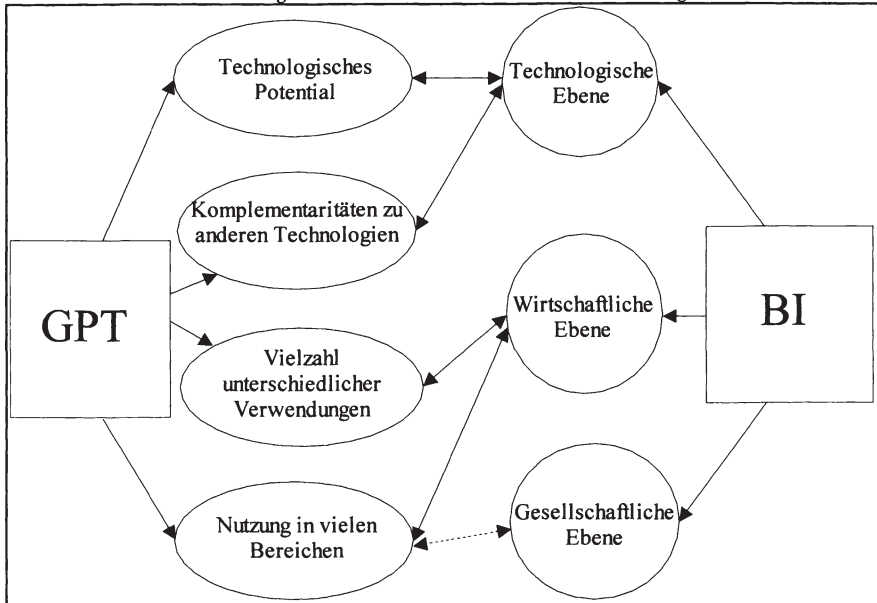 Technologisches
Potential
Technologische
Ebene
Komplementaritäten zu
anderen Technologien
GPT
Wirtschaftliche
Ebene
BI
Vielzahl
unterschiedlicher
Verwendungen
Nutzung in vielen
Bereichen
Gesellschaftliche
Ebene